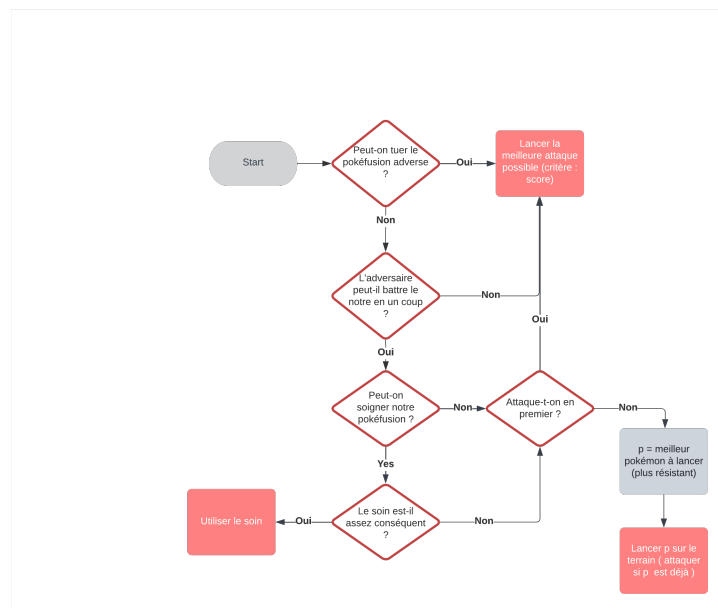 Start
Peut-on tuer le
pokéfusion adverse
?
Oui
Lancer la
meilleure attaque
possible (critère :
score)
Non
L'adversaire
peut-il battre le
notre en un coup
?
Non
Oui
Oui
Peut-on
soigner notre
pokéfusion ?
Non
Attaque-t-on en
premier ?
Non
p = meilleur
pokémon à lancer
(plus résistant)
Yes
Utiliser le soin
Oui
Le soin est-il
assez conséquent
?
Non
Lancer p sur le
terrain ( attaquer
si p est déjà )